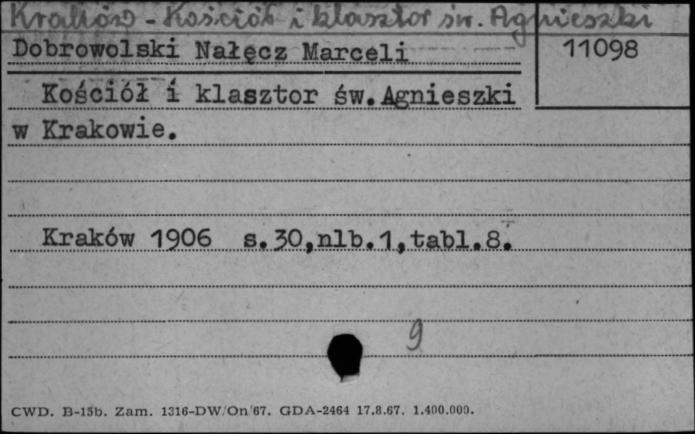 Kraków - Kościół i klasztor św. Agnieszki
Dobrowolski Nałęcz Marceli
11098
Kościół i klasztor św.Agnieszki
w Krakowie.
Kraków 1906 s.30,nlb.1,tabl.8.
9
CWD. B-15b. Zam. 1316-DW/On/67. GDA-2464 17.8.67. 1.400.000.